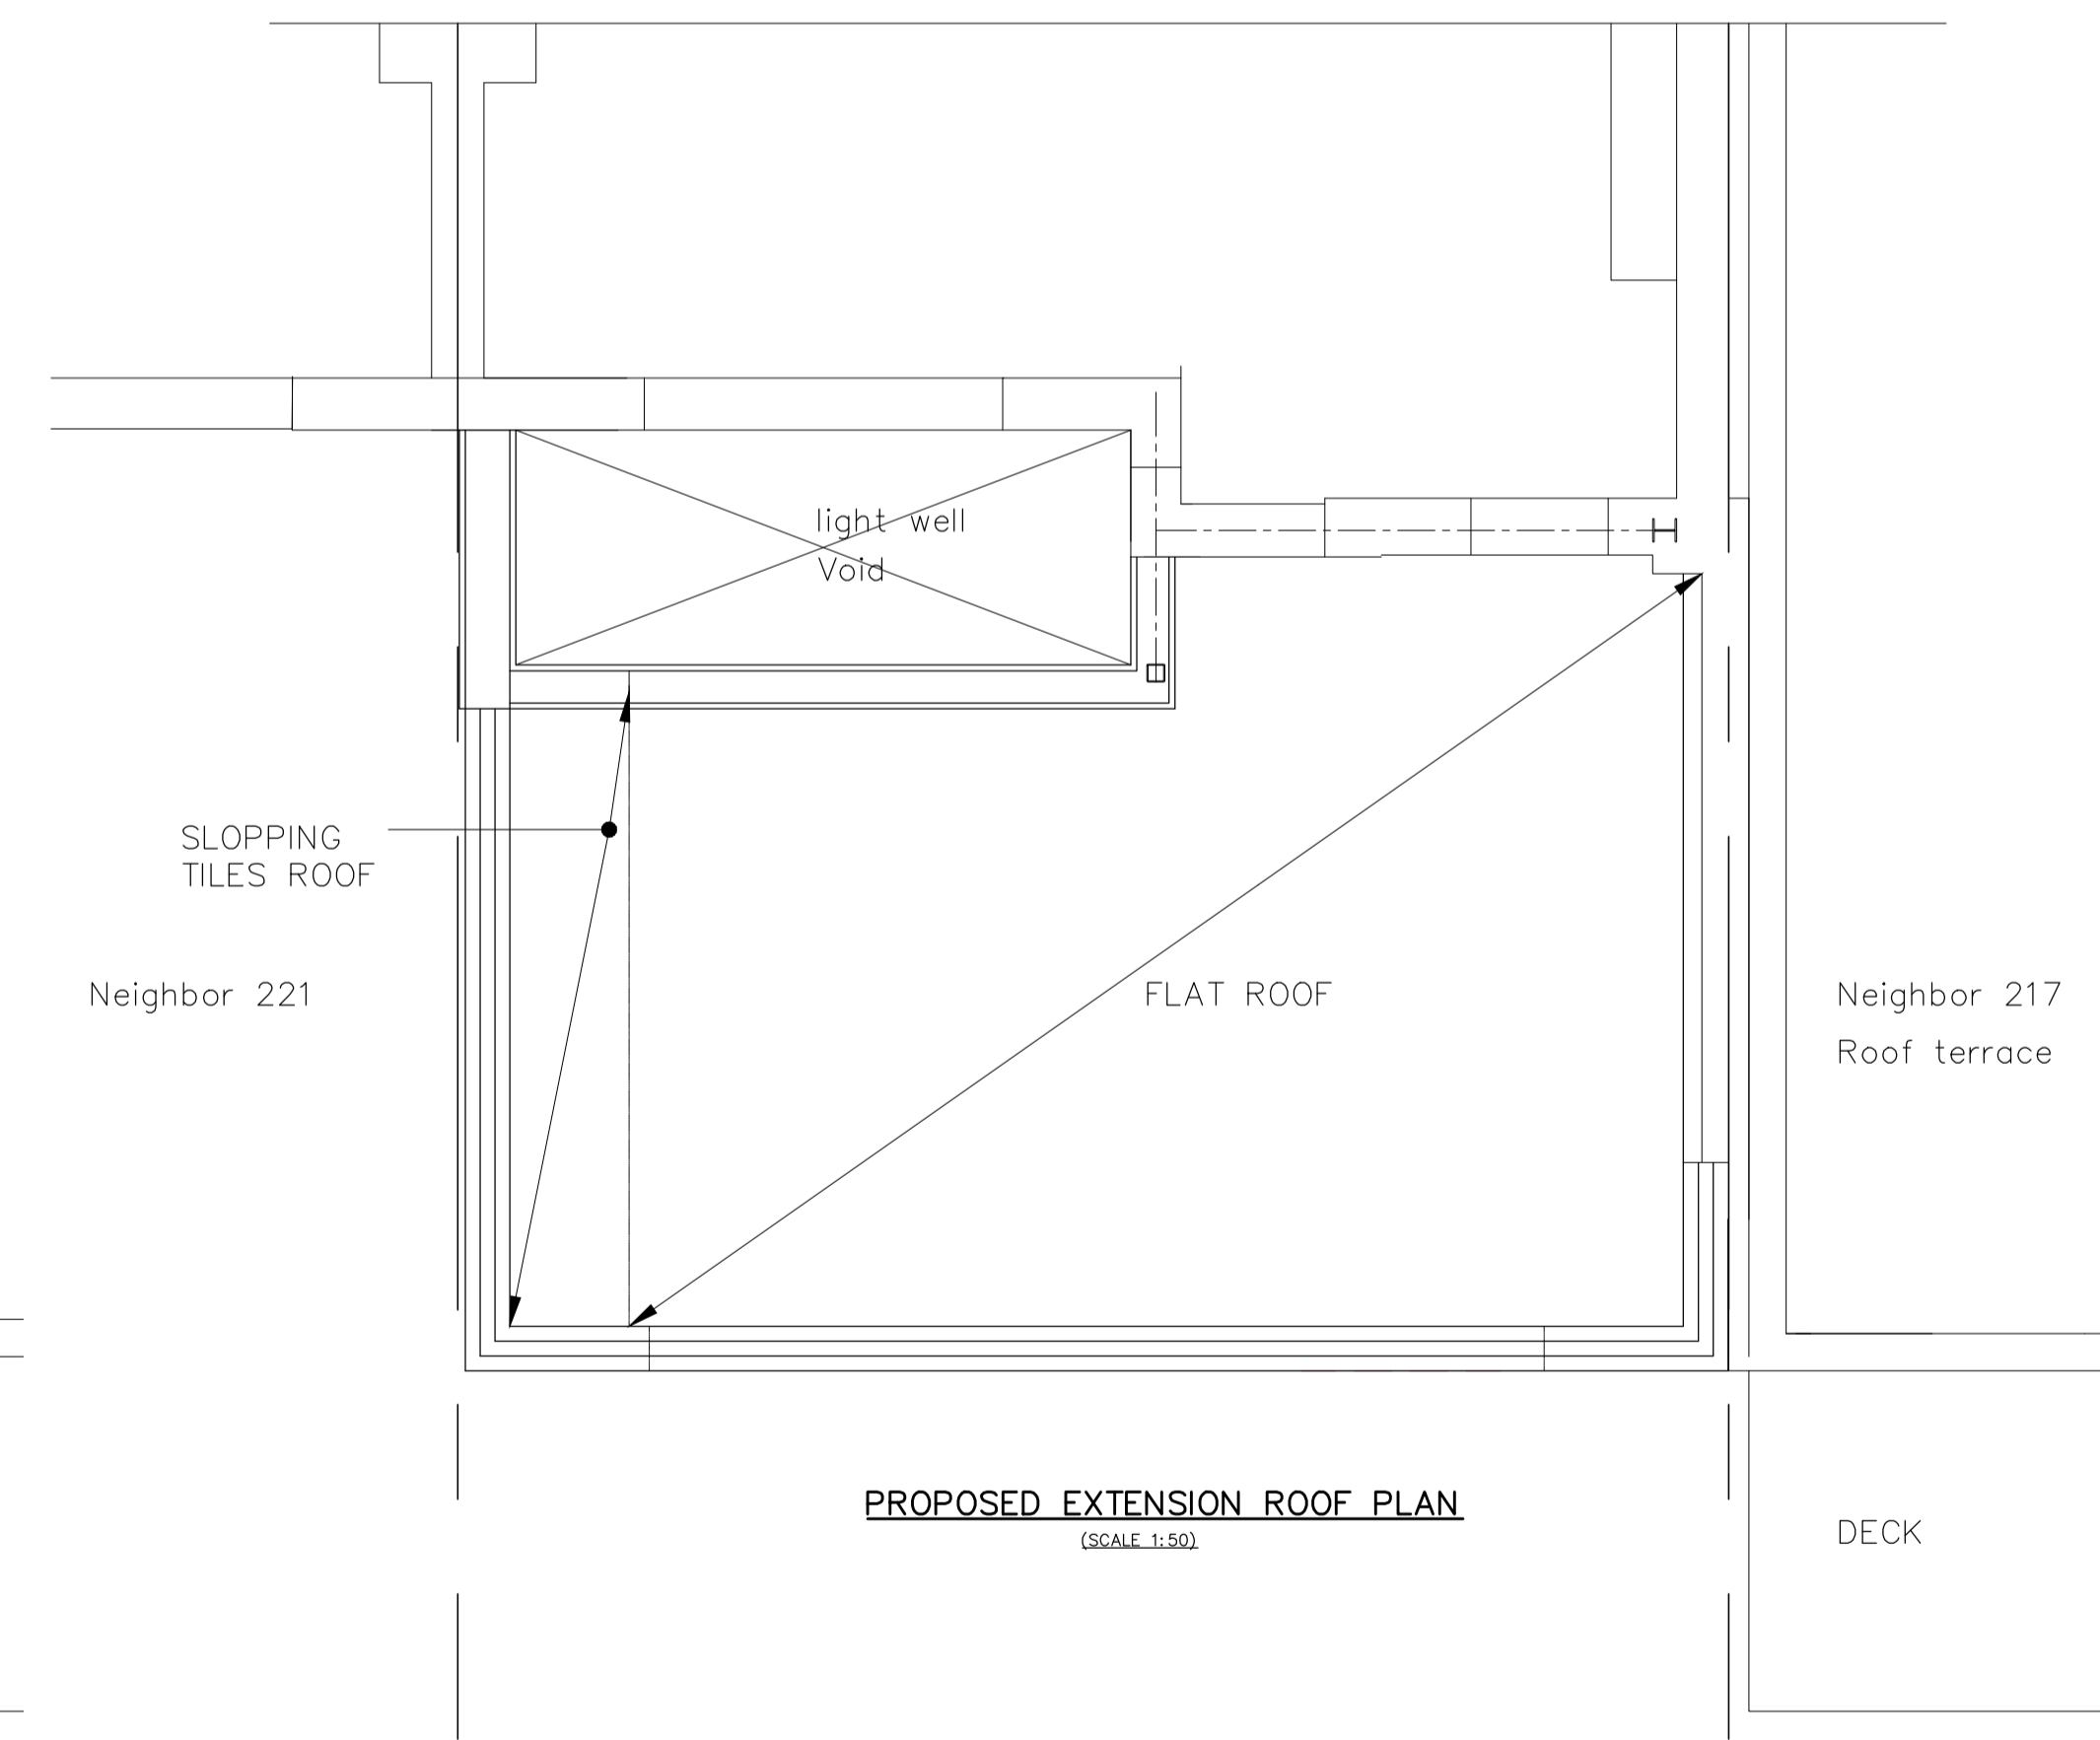 light well
Void
SLOPPING
TILES ROOF
Neighbor 221
FLAT ROOF
Neighbor 217
Roof terrace
PROPOSED EXTENSION ROOF PLAN
(SCALE 1:50)
DECK